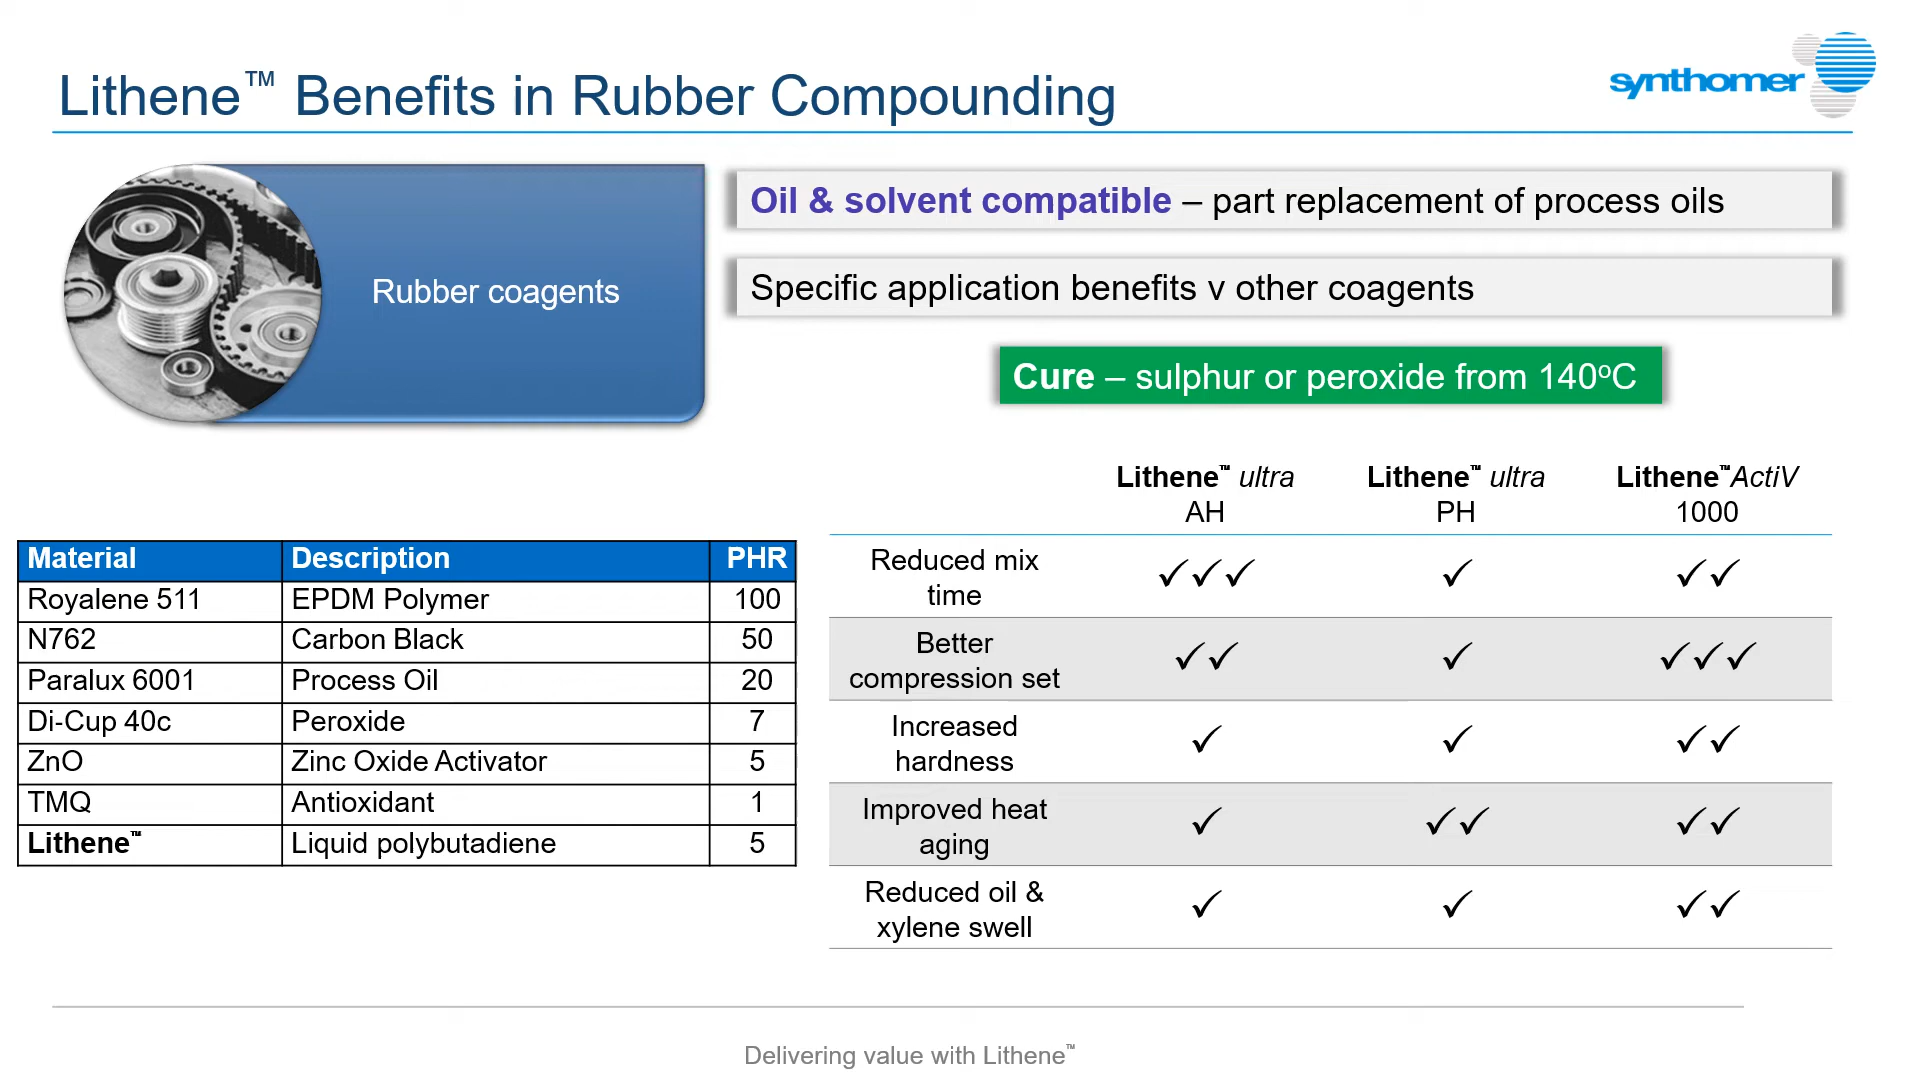 Lithene™ Benefits in Rubber Compounding
synthomer
Rubber coagents
Oil & solvent compatible – part replacement of process oils
Specific application benefits v other coagents
Cure – sulphur or peroxide from 140ºC
Material Description PHR
Royalene 511 EPDM Polymer 100
N762 Carbon Black 50
Paralux 6001 Process Oil 20
Di-Cup 40c Peroxide 7
ZnO Zinc Oxide Activator 5
TMQ Antioxidant 1
Lithene™ Liquid polybutadiene 5
Lithene™ ultra Lithene™ ultra Lithene™ActiV
AH PH 1000
Reduced mix
time ✓✓✓ ✓ ✓✓
Better
compression set ✓✓ ✓ ✓✓✓
Increased
hardness ✓ ✓ ✓✓
Improved heat
aging ✓ ✓✓ ✓✓
Reduced oil &
xylene swell ✓ ✓ ✓✓
Delivering value with Lithene™